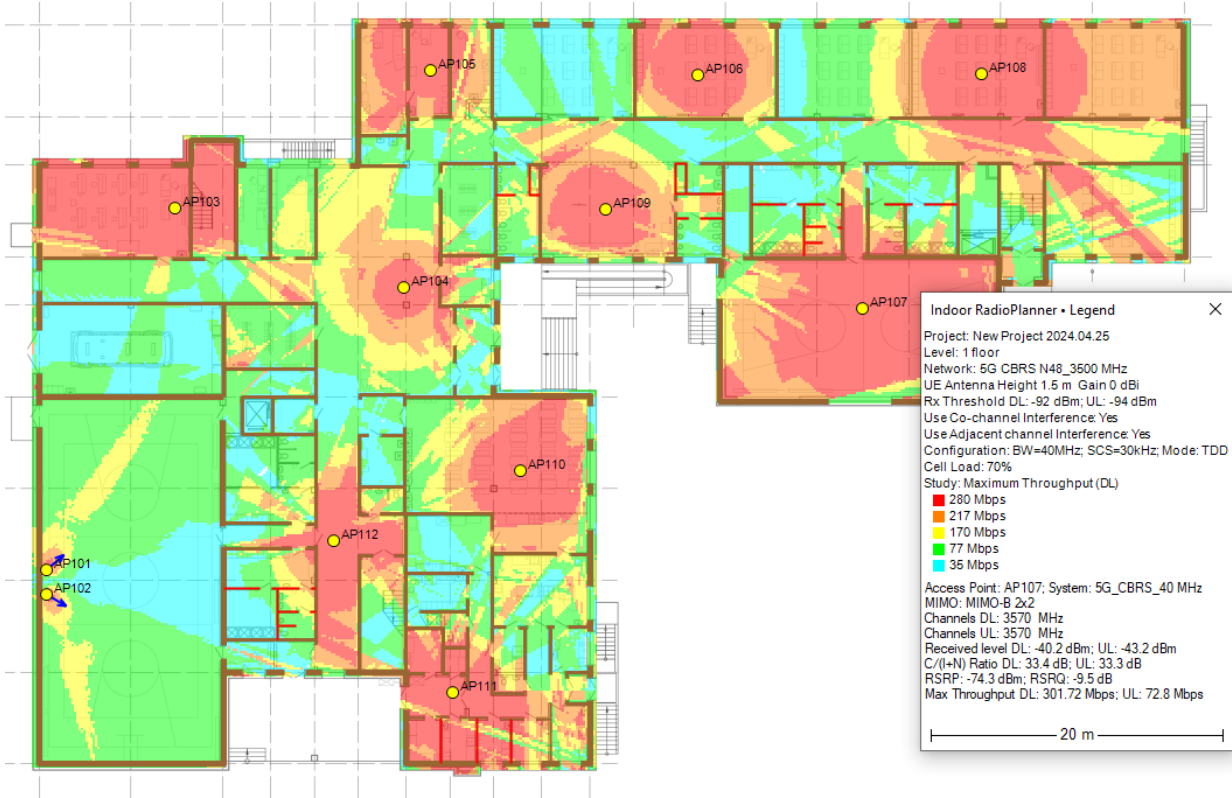 AP105
AP106
AP108
AP103
AP109
AP104
AP107
AP110
AP112
AP101
AP102
AP111
Indoor RadioPlanner • Legend
Project: New Project 2024.04.25
Level: 1 floor
Network: 5G CBRS N48_3500 MHz
UE Antenna Height 1.5 m Gain 0 dBi
Rx Threshold DL: -92 dBm; UL: -94 dBm
Use Co-channel Interference: Yes
Use Adjacent channel Interference: Yes
Configuration: BW=40MHz; SCS=30kHz; Mode: TDD
Cell Load: 70%
Study: Maximum Throughput (DL)
280 Mbps
217 Mbps
170 Mbps
77 Mbps
35 Mbps
Access Point: AP107; System: 5G_CBRS_40 MHz
MIMO: MIMO-B 2x2
Channels DL: 3570 MHz
Channels UL: 3570 MHz
Received level DL: -40.2 dBm; UL: -43.2 dBm
C/(I+N) Ratio DL: 33.4 dB; UL: 33.3 dB
RSRP: -74.3 dBm; RSRQ: -9.5 dB
Max Throughput DL: 301.72 Mbps; UL: 72.8 Mbps
20 m